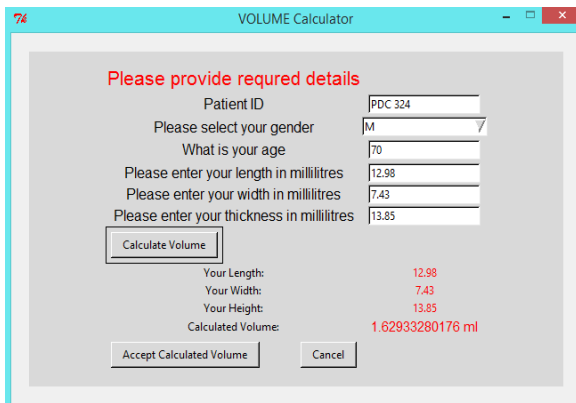 VOLUME Calculator
Please provide requred details
Patient ID PDC 324
Please select your gender M
What is your age 70
Please enter your length in millilitres 12.98
Please enter your width in millilitres 7.43
Please enter your thickness in millilitres 13.85
Calculate Volume
Your Length: 12.98
Your Width: 7.43
Your Height: 13.85
Calculated Volume: 1.62933280176 ml
Accept Calculated Volume Cancel